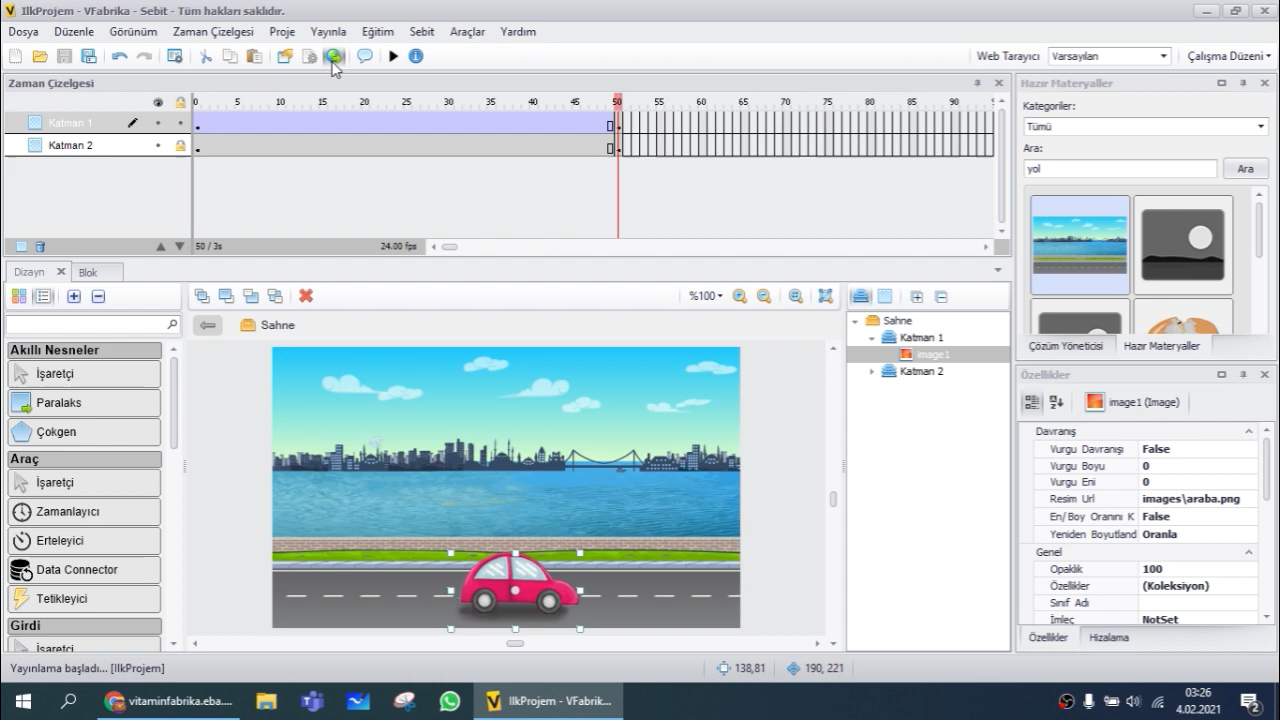 IlkProjem - VFabrika - Sebit - Tüm hakları saklıdır.
Dosya Düzenle Görünüm Zaman Çizelgesi Proje Yayınla Eğitim Sebit Araçlar Yardım
Web Tarayıcı Varsayılan Çalışma Düzeni
Zaman Çizelgesi
0 5 10 15 20 25 30 35 40 45 50 55 60 65 70 75 80 85 90
Katman 1
Katman 2
50 / 3s 24.00 fps
Hazır Materyaller
Kategoriler:
Tümü
Ara:
yol Ara
Çözüm Yöneticisi Hazır Materyaller
Dizayn Blok
%100
Sahne
Akıllı Nesneler
İşaretçi
Paralaks
Çokgen
Araç
İşaretçi
Zamanlayıcı
Erteleyici
Data Connector
Tetikleyici
Girdi
İşaretçi
Sahne
Katman 1
image1
Katman 2
Özellikler
image1 (Image)
Davranış
Vurgu Davranışı False
Vurgu Boyu 0
Vurgu Eni 0
Resim Url images\araba.png
En/Boy Oranını K False
Yeniden Boyutland Oranla
Genel
Opaklık 100
Özellikler (Koleksiyon)
Sınıf Adı
İmleç NotSet
Özellikler Hizalama
Yayınlama başladı... [IlkProjem] 138,81 190, 221
vitaminfabrika.eba.... IlkProjem - VFabrik... 03:26
4.02.2021
2